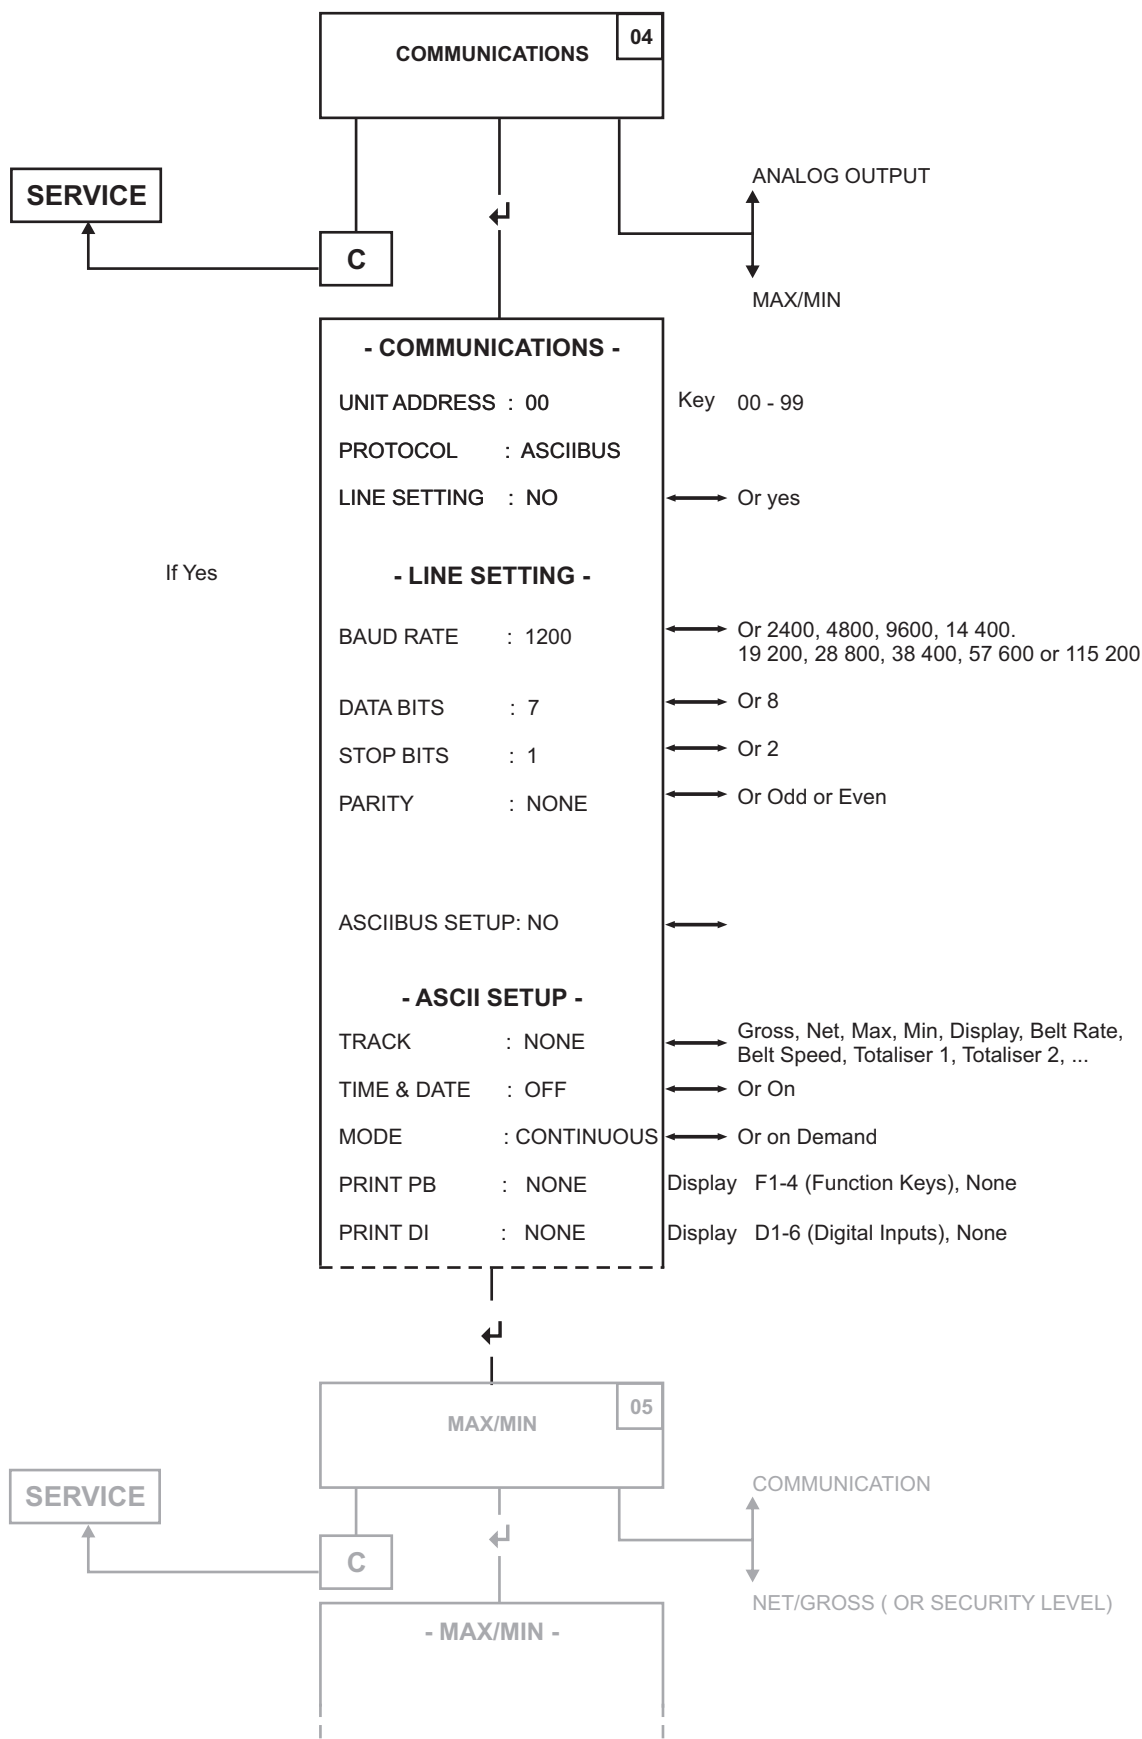 COMMUNICATIONS
04
SERVICE
C
ANALOG OUTPUT
MAX/MIN
- COMMUNICATIONS -
UNIT ADDRESS : 00 Key 00 - 99
PROTOCOL : ASCIIBUS
LINE SETTING : NO Or yes
If Yes
- LINE SETTING -
BAUD RATE : 1200 Or 2400, 4800, 9600, 14 400.
19 200, 28 800, 38 400, 57 600 or 115 200
DATA BITS : 7 Or 8
STOP BITS : 1 Or 2
PARITY : NONE Or Odd or Even
ASCIIBUS SETUP: NO
- ASCII SETUP -
TRACK : NONE Gross, Net, Max, Min, Display, Belt Rate,
Belt Speed, Totaliser 1, Totaliser 2, ...
TIME & DATE : OFF Or On
MODE : CONTINUOUS Or on Demand
PRINT PB : NONE Display F1-4 (Function Keys), None
PRINT DI : NONE Display D1-6 (Digital Inputs), None
MAX/MIN
05
SERVICE
C
COMMUNICATION
NET/GROSS ( OR SECURITY LEVEL)
- MAX/MIN -